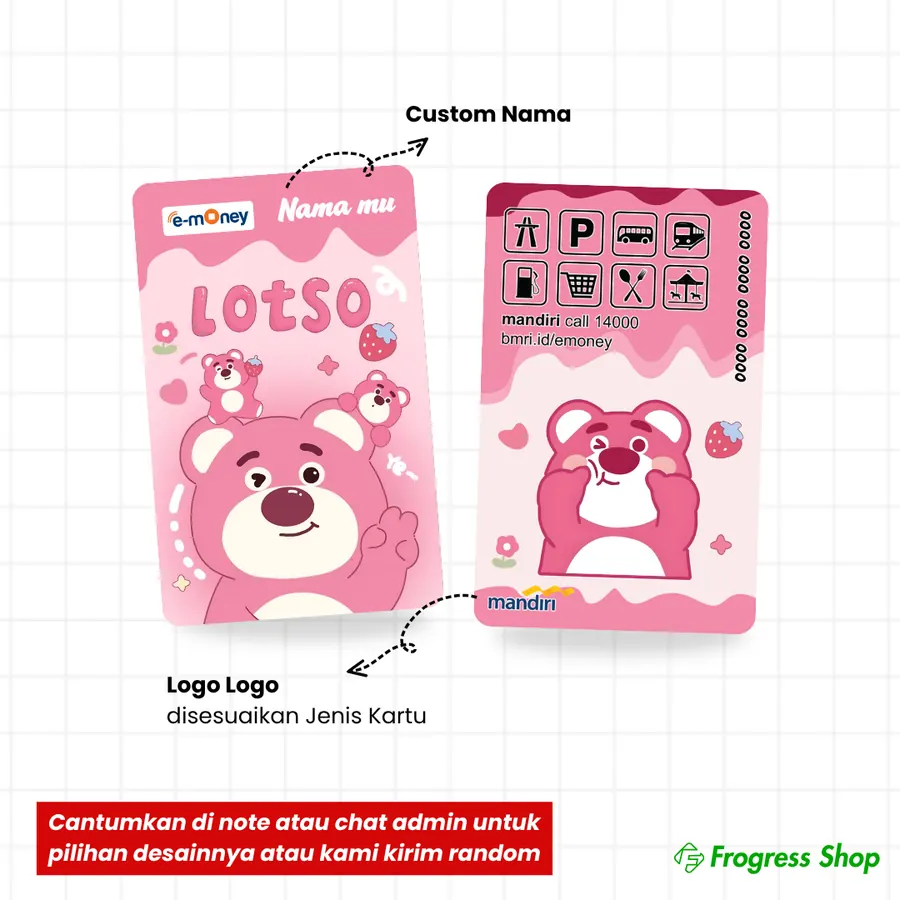 Custom Nama
e-money
Nama mu
LOTSO
Ye~
P
0000 0000 0000 0000
mandiri call 14000
bmri.id/emoney
mandiri
Logo Logo
disesuaikan Jenis Kartu
Cantumkan di note atau chat admin untuk
pilihan desainnya atau kami kirim random
Frogress Shop